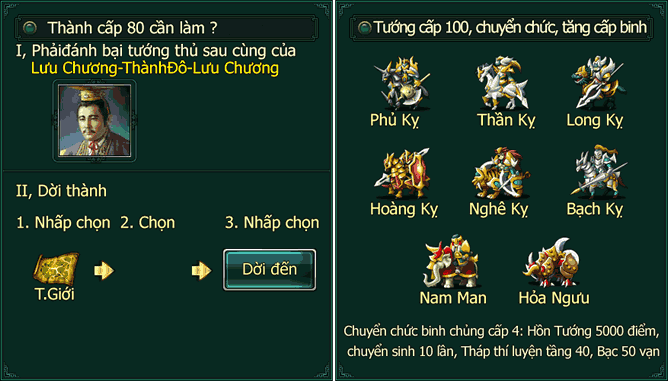 Thành cấp 80 cần làm ?
I, Phảiđánh bại tướng thủ sau cùng của
Lưu Chương-ThànhĐô-Lưu Chương
II, Dời thành
1. Nhấp chọn 2. Chọn 3. Nhấp chọn
T.Giới
Dời đến
Tướng cấp 100, chuyển chức, tăng cấp binh
Phủ Kỵ Thần Kỵ Long Kỵ
Hoàng Kỵ Nghê Kỵ Bạch Kỵ
Nam Man Hỏa Ngưu
Chuyển chức binh chủng cấp 4: Hồn Tướng 5000 điểm,
chuyển sinh 10 lần, Tháp thí luyện tầng 40, Bạc 50 vạn